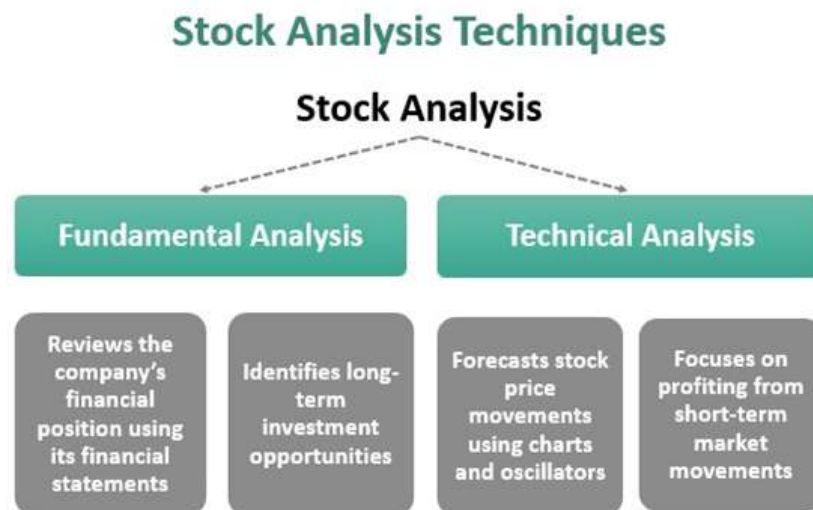 Stock Analysis Techniques
Stock Analysis
Fundamental Analysis
Technical Analysis
Reviews the
company's
financial
position using
its financial
statements
Identifies long-
term
investment
opportunities
Forecasts stock
price
movements
using charts
and oscillators
Focuses on
profiting from
short-term
market
movements